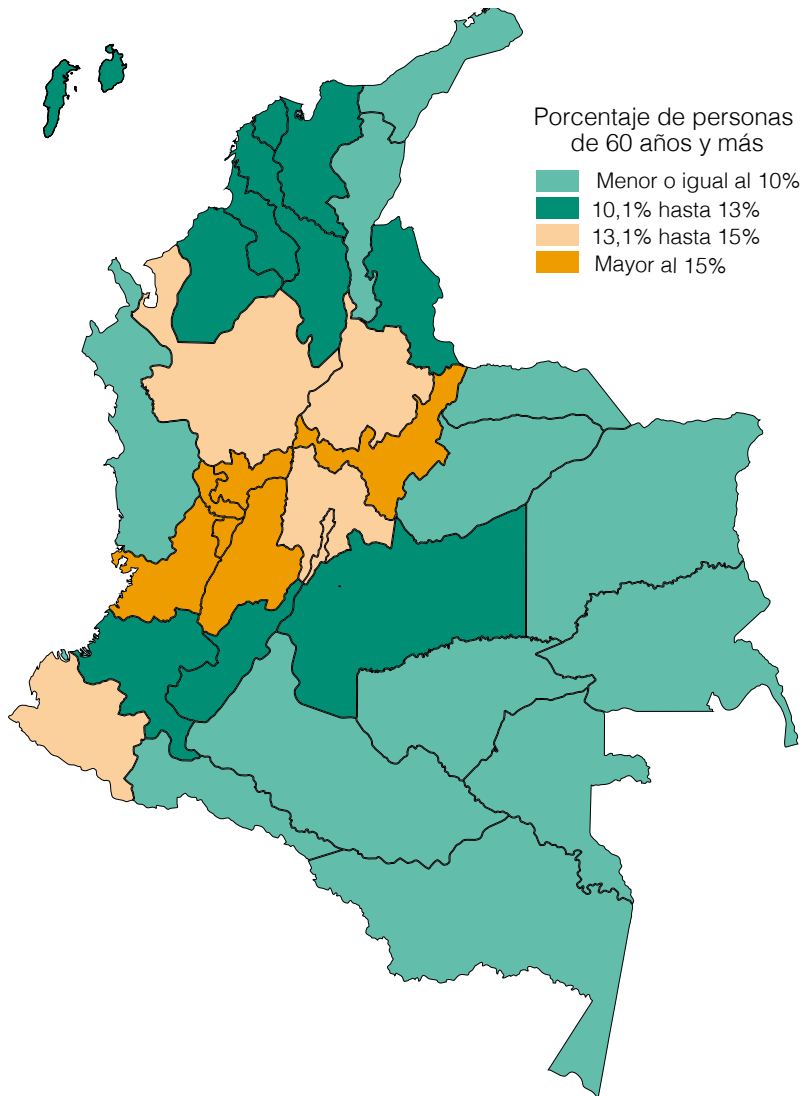 Porcentaje de personas
de 60 años y más
Menor o igual al 10%
10,1% hasta 13%
13,1% hasta 15%
Mayor al 15%